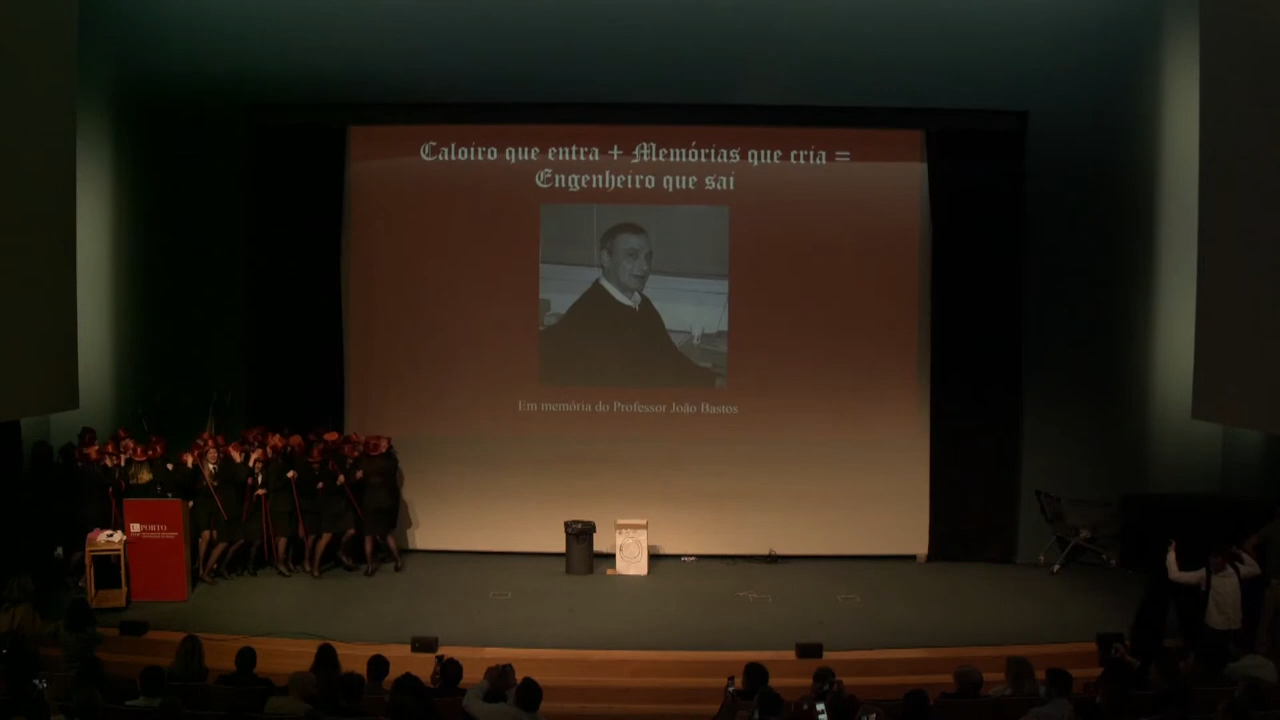 Caloiro que entra + Memórias que cria =
Engenheiro que sai
Em memória do Professor João Bastos
U.PORTO